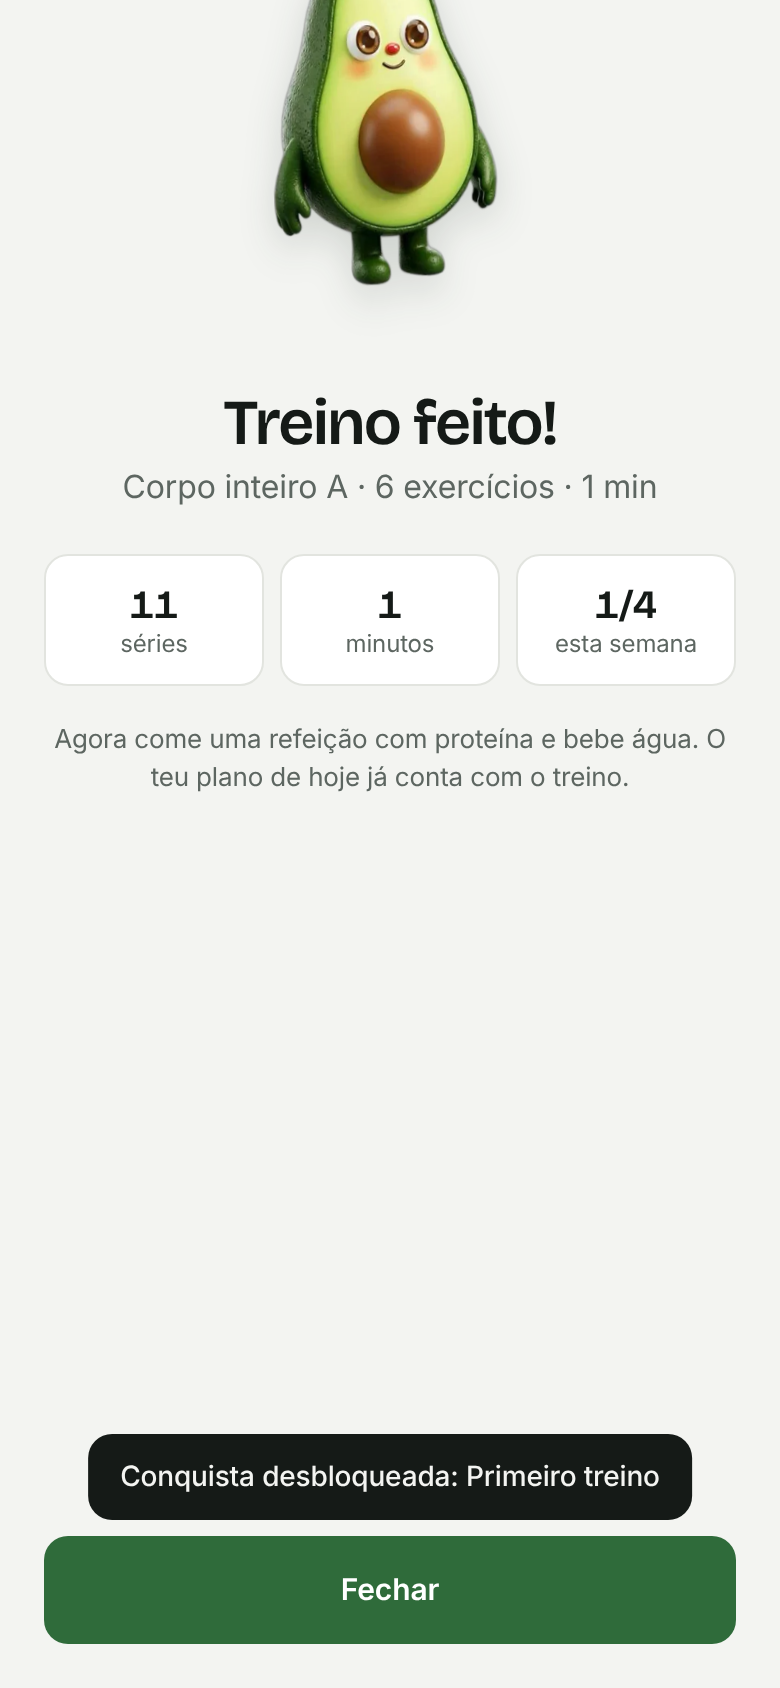 Treino feito!
Corpo inteiro A · 6 exercícios · 1 min
11
séries
1
minutos
1/4
esta semana
Agora come uma refeição com proteína e bebe água. O
teu plano de hoje já conta com o treino.
Conquista desbloqueada: Primeiro treino
Fechar